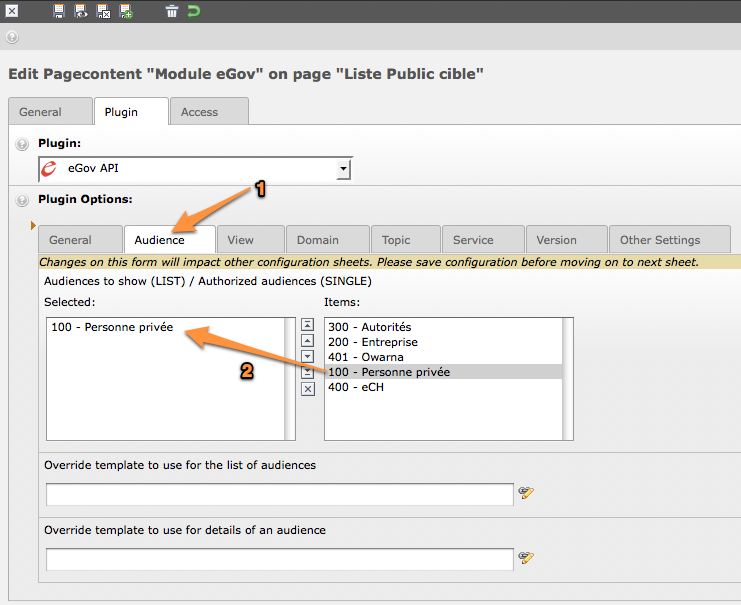 Edit Pagecontent "Module eGov" on page "Liste Public cible"
General Plugin Access
Plugin:
eGov API
1
Plugin Options:
General Audience View Domain Topic Service Version Other Settings
Changes on this form will impact other configuration sheets. Please save configuration before moving on to next sheet.
Audiences to show (LIST) / Authorized audiences (SINGLE)
Selected: Items:
100 - Personne privée
300 - Autorités
200 - Entreprise
401 - Owarna
100 - Personne privée
400 - eCH
2
Override template to use for the list of audiences
Override template to use for details of an audience